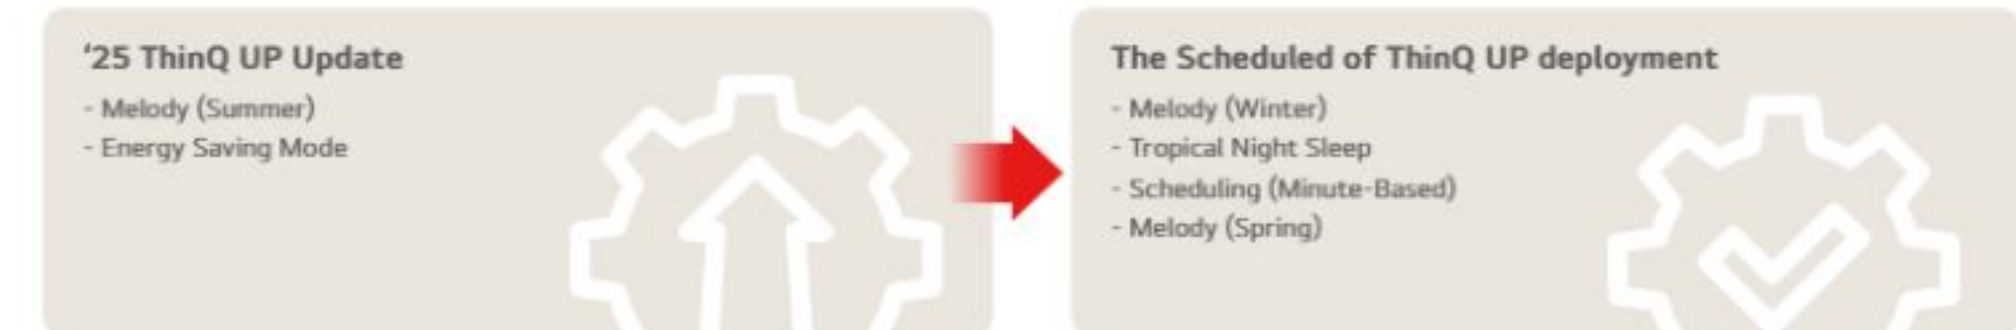 ‘25 ThinQ UP Update
- Melody (Summer)
- Energy Saving Mode
The Scheduled of ThinQ UP deployment
- Melody (Winter)
- Tropical Night Sleep
- Scheduling (Minute-Based)
- Melody (Spring)